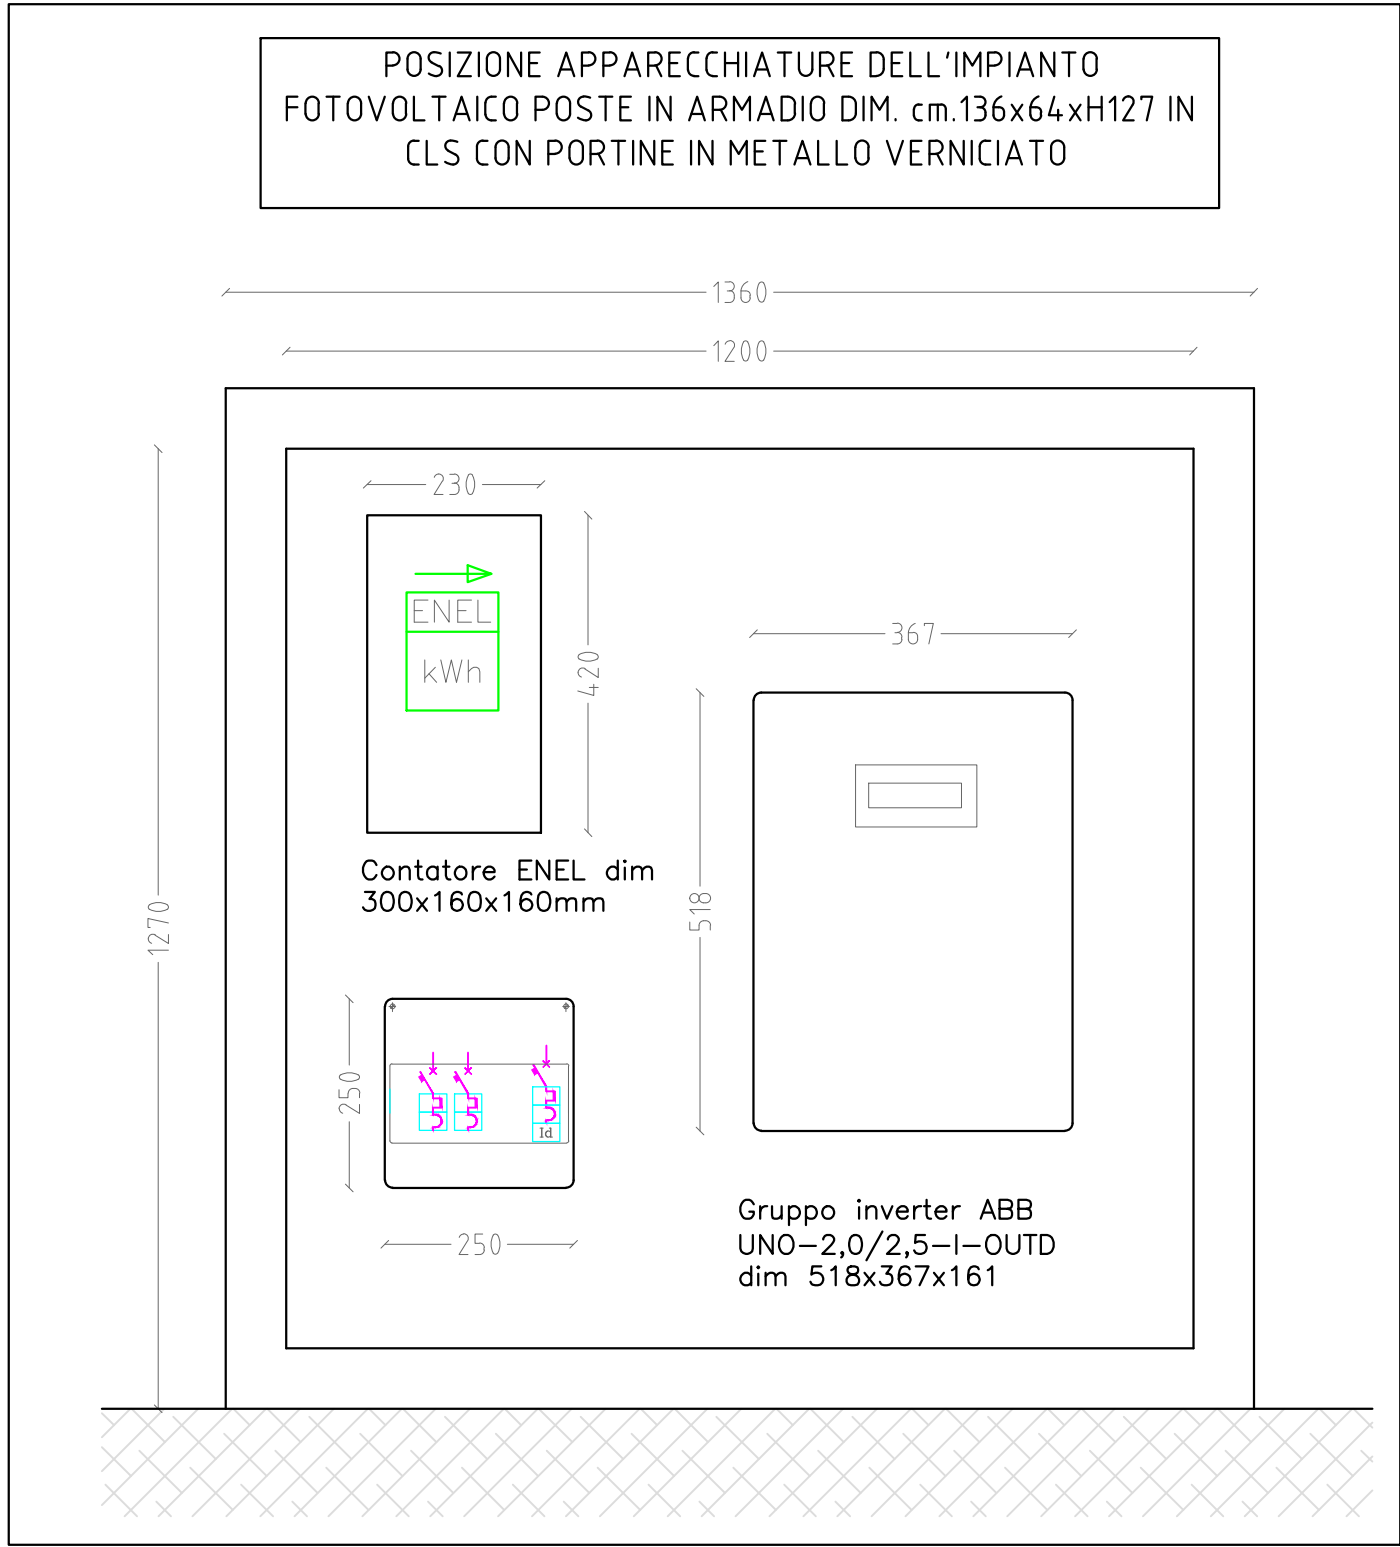 POSIZIONE APPARECCHIATURE DELL'IMPIANTO
FOTOVOLTAICO POSTE IN ARMADIO DIM. cm.136x64xH127 IN
CLS CON PORTINE IN METALLO VERNICIATO
1360
1200
230
ENEL
kWh
420
367
Contatore ENEL dim
300x160x160mm
518
1270
250
Id
250
Gruppo inverter ABB
UNO-2,0/2,5-I-OUTD
dim 518x367x161